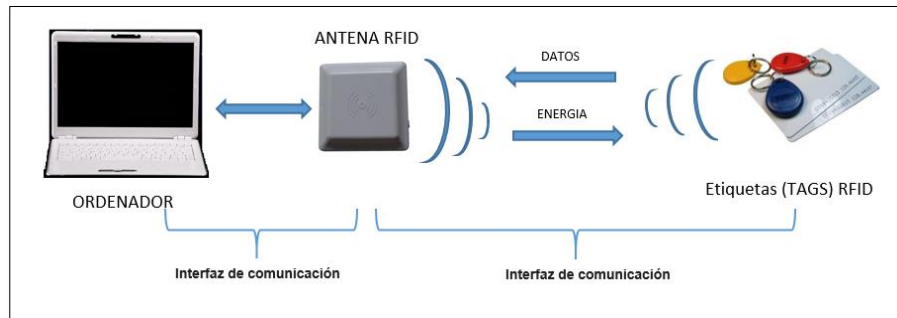 ANTENA RFID
DATOS
ENERGIA
ORDENADOR
Etiquetas (TAGS) RFID
Interfaz de comunicación
Interfaz de comunicación